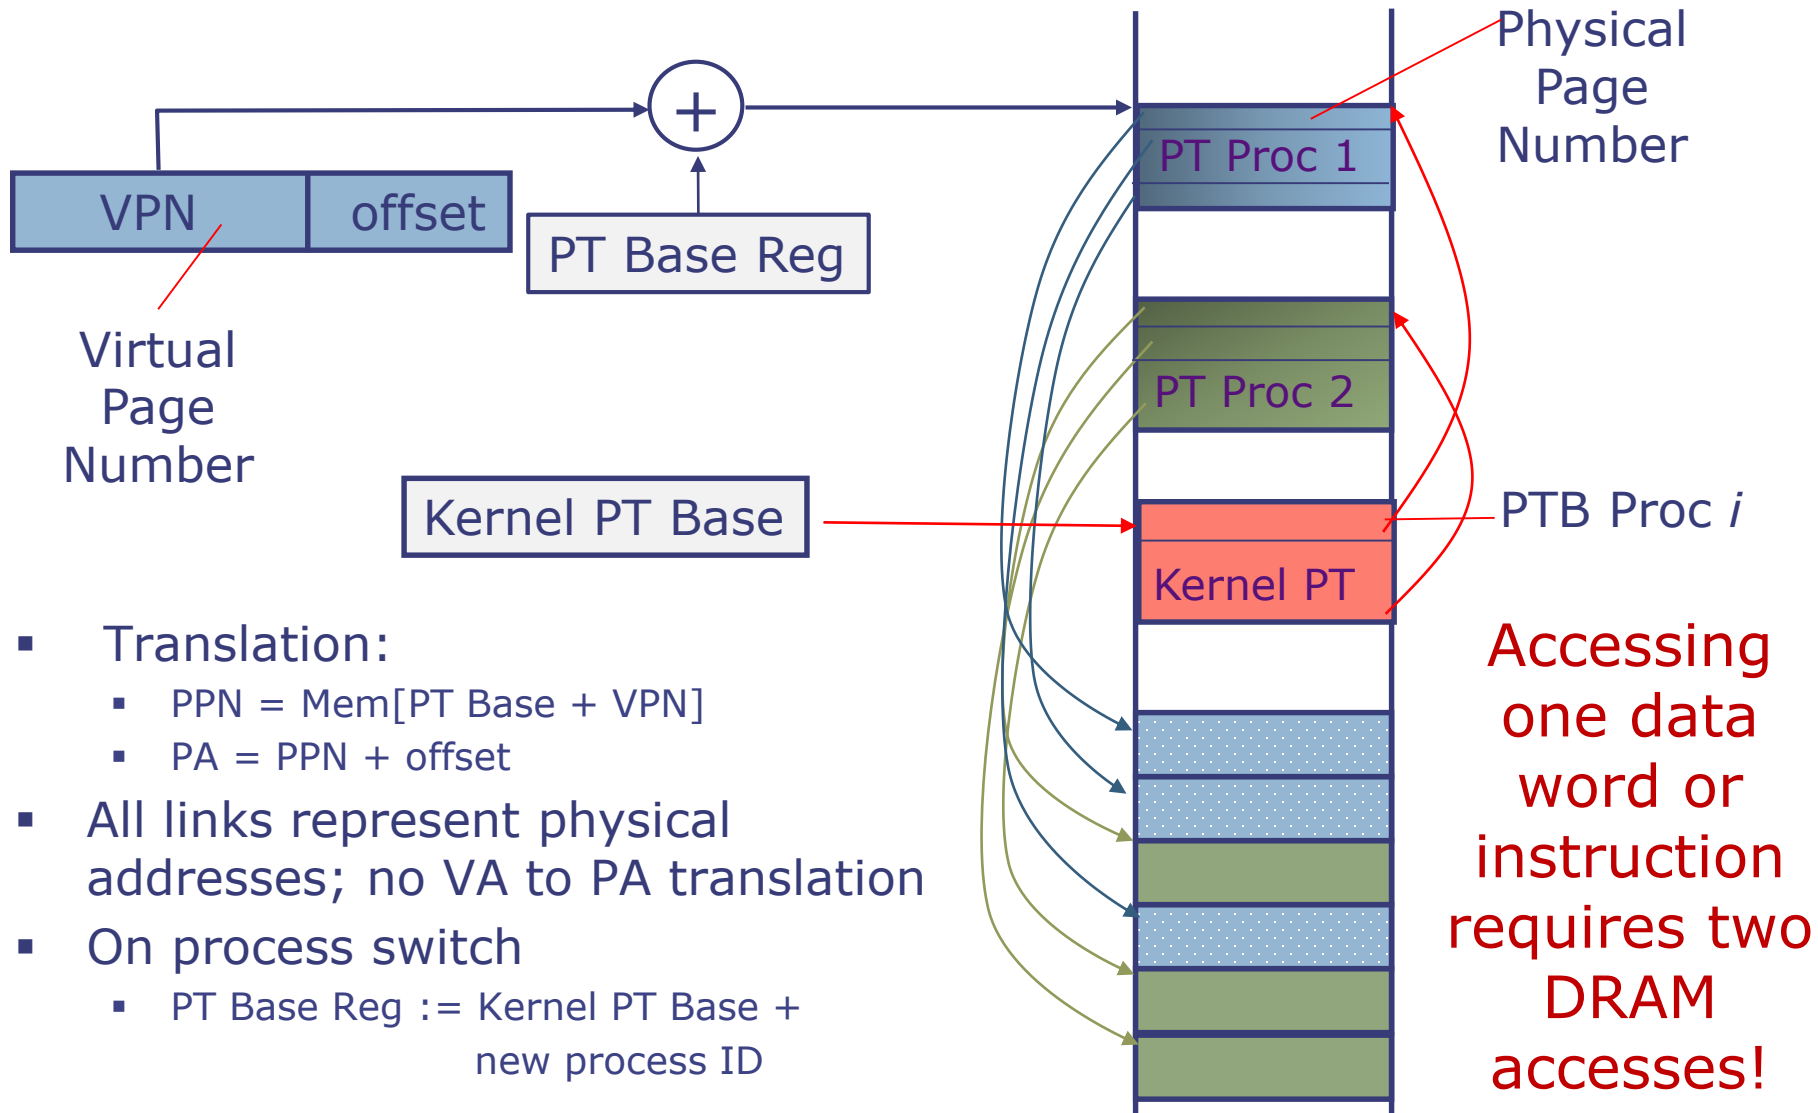 Physical
Page
Number
+
PT Proc 1
VPN
offset
PT Base Reg
Virtual
Page
Number
PT Proc 2
Kernel PT Base
PTB Proc i
Kernel PT
▪ Translation:
▪ PPN = Mem[PT Base + VPN]
▪ PA = PPN + offset
▪ All links represent physical
addresses; no VA to PA translation
▪ On process switch
▪ PT Base Reg := Kernel PT Base +
new process ID
Accessing
one data
word or
instruction
requires two
DRAM
accesses!